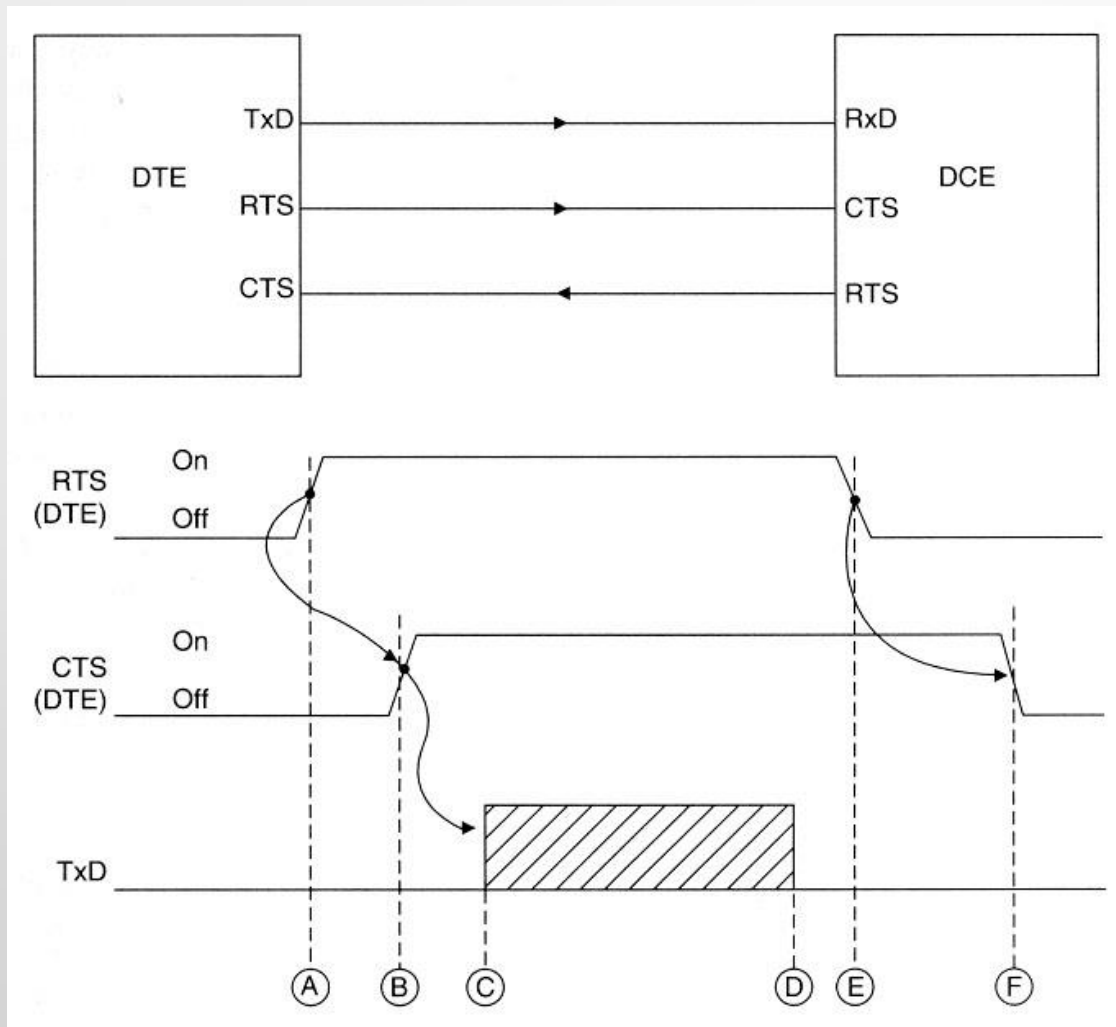 TxD RxD
DTE DCE
RTS CTS
CTS RTS
On
RTS
(DTE)
Off
On
CTS
(DTE)
Off
TxD
A B C D E F